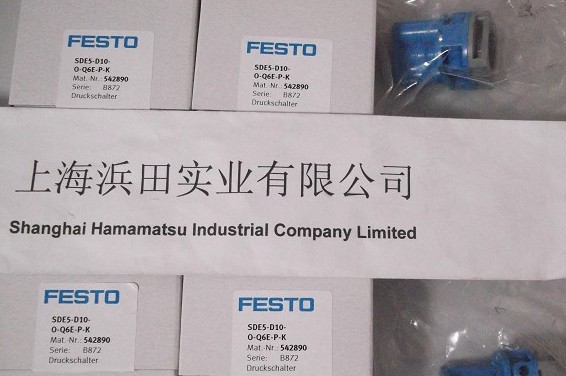 FESTO
SDE5-D10-
O-Q6E-P-K
Mat.-Nr.: 542890
Serie: B872
Druckschalter
FESTO
SDE5-D10-
O-Q6E-P-K
Mat.-Nr.: 542890
Serie: B872
Druckschalter
上海浜田实业有限公司
Shanghai Hamamatsu Industrial Company Limited
FESTO
SDE5-D10-
O-Q6E-P-K
Mat.-Nr.: 542890
Serie: B872
Druckschalter
FESTO
SDE5-D10-
O-Q6E-P-K
Mat.-Nr.: 542890
Serie: B872
Druckschalter